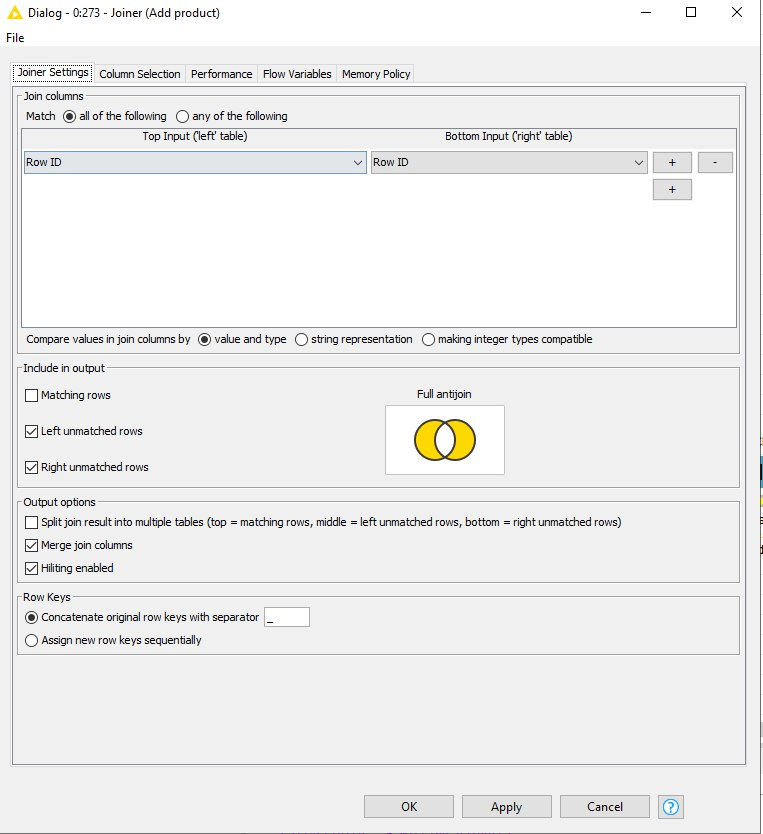 Dialog - 0:273 - Joiner (Add product)
File
Joiner Settings Column Selection Performance Flow Variables Memory Policy
Join columns
Match all of the following any of the following
Top Input ('left' table) Bottom Input ('right' table)
Row ID Row ID + -
+
Compare values in join columns by value and type string representation making integer types compatible
Include in output
Matching rows Full antijoin
Left unmatched rows
Right unmatched rows
Output options
Split join result into multiple tables (top = matching rows, middle = left unmatched rows, bottom = right unmatched rows)
Merge join columns
Hiliting enabled
Row Keys
Concatenate original row keys with separator _
Assign new row keys sequentially
OK Apply Cancel ?